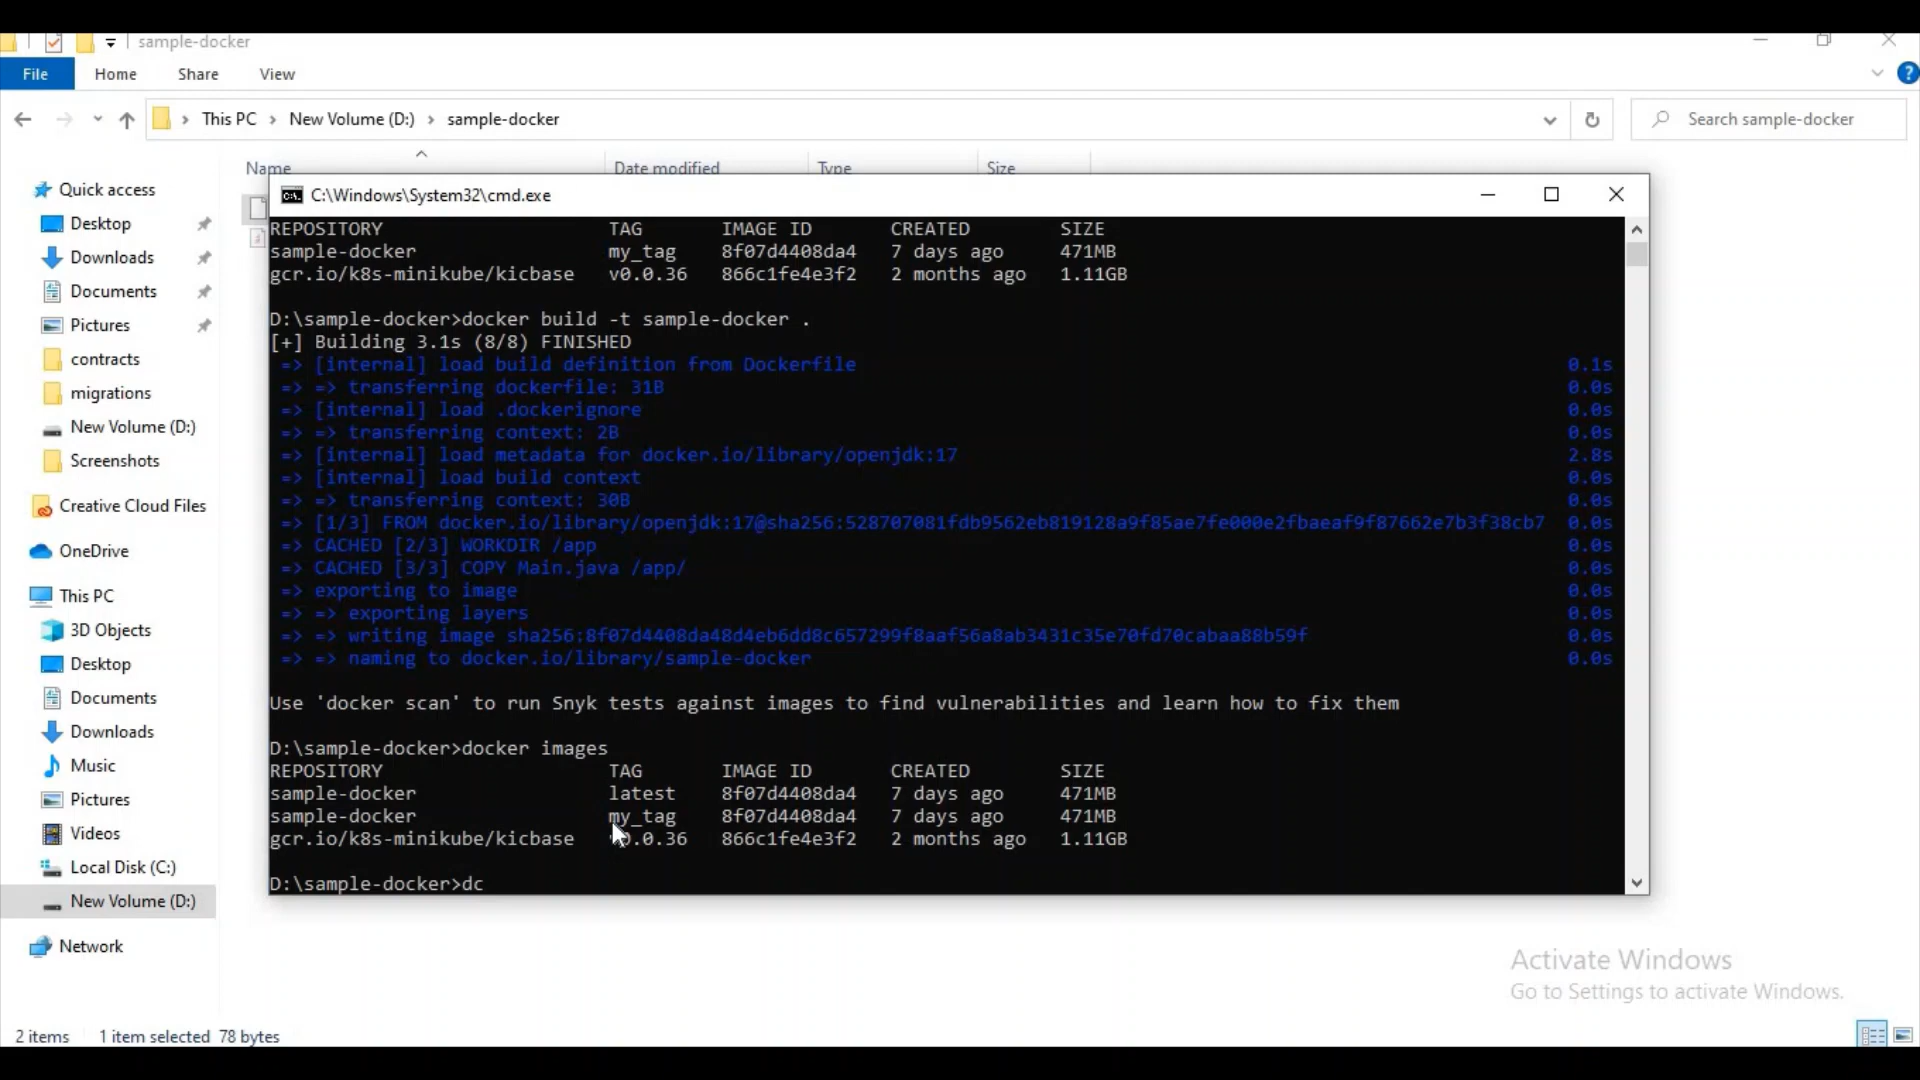 sample-docker
File Home Share View
This PC > New Volume (D:) > sample-docker
Search sample-docker
Name Date modified Type Size
Quick access
Desktop
Downloads
Documents
Pictures
contracts
migrations
New Volume (D:)
Screenshots
Creative Cloud Files
OneDrive
This PC
3D Objects
Desktop
Documents
Downloads
Music
Pictures
Videos
Local Disk (C:)
New Volume (D:)
Network
C:\Windows\System32\cmd.exe
REPOSITORY TAG IMAGE ID CREATED SIZE
sample-docker my_tag 8f07d4408da4 7 days ago 471MB
gcr.io/k8s-minikube/kicbase v0.0.36 866c1fe4e3f2 2 months ago 1.11GB
D:\sample-docker>docker build -t sample-docker .
[+] Building 3.1s (8/8) FINISHED
=> [internal] load build definition from Dockerfile 0.1s
=> => transferring dockerfile: 31B 0.0s
=> [internal] load .dockerignore 0.0s
=> => transferring context: 2B 0.0s
=> [internal] load metadata for docker.io/library/openjdk:17 2.8s
=> [internal] load build context 0.0s
=> => transferring context: 30B 0.0s
=> [1/3] FROM docker.io/library/openjdk:17@sha256:528707081fdb9562eb819128a9f85ae7fe000e2fbaeaf9f87662e7b3f38cb7 0.0s
=> CACHED [2/3] WORKDIR /app 0.0s
=> CACHED [3/3] COPY Main.java /app/ 0.0s
=> exporting to image 0.0s
=> => exporting layers 0.0s
=> => writing image sha256:8f07d4408da48d4eb6dd8c657299f8aaf56a8ab3431c35e70fd70cabaa88b59f 0.0s
=> => naming to docker.io/library/sample-docker 0.0s
Use 'docker scan' to run Snyk tests against images to find vulnerabilities and learn how to fix them
D:\sample-docker>docker images
REPOSITORY TAG IMAGE ID CREATED SIZE
sample-docker latest 8f07d4408da4 7 days ago 471MB
sample-docker my_tag 8f07d4408da4 7 days ago 471MB
gcr.io/k8s-minikube/kicbase v0.0.36 866c1fe4e3f2 2 months ago 1.11GB
D:\sample-docker>dc
Activate Windows
Go to Settings to activate Windows.
2 items 1 item selected 78 bytes